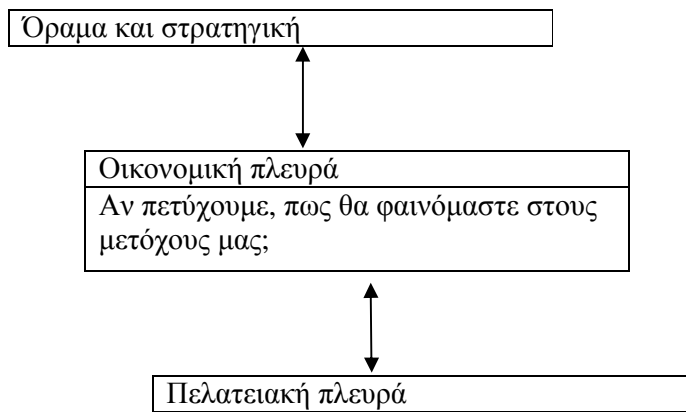 Όραμα και στρατηγική
Οικονομική πλευρά
Αν πετύχουμε, πως θα φαινόμαστε στους
μετόχους μας;
Πελατειακή πλευρά